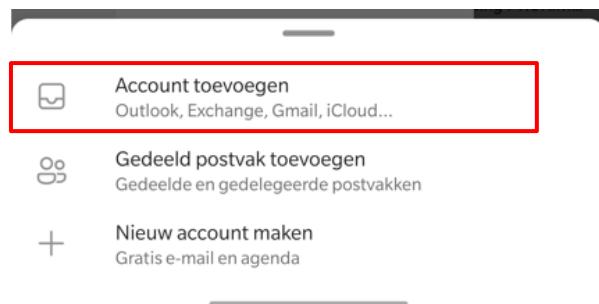 Account toevoegen
Outlook, Exchange, Gmail, iCloud...
Gedeeld postvak toevoegen
Gedeelde en gedelegeerde postvakken
Nieuw account maken
Gratis e-mail en agenda